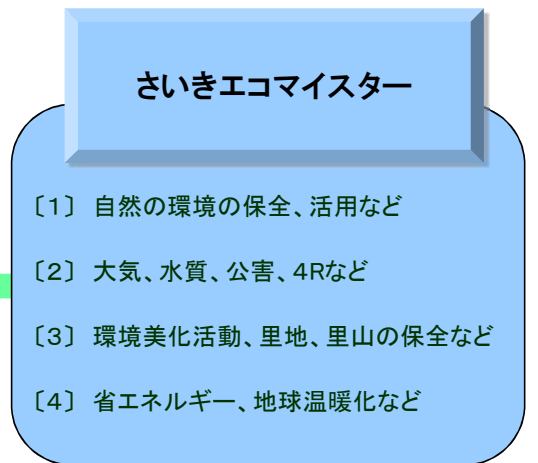 さいきエコマイスター
〔1〕 自然の環境の保全、活用など
〔2〕 大気、水質、公害、4Rなど
〔3〕 環境美化活動、里地、里山の保全など
〔4〕 省エネルギー、地球温暖化など